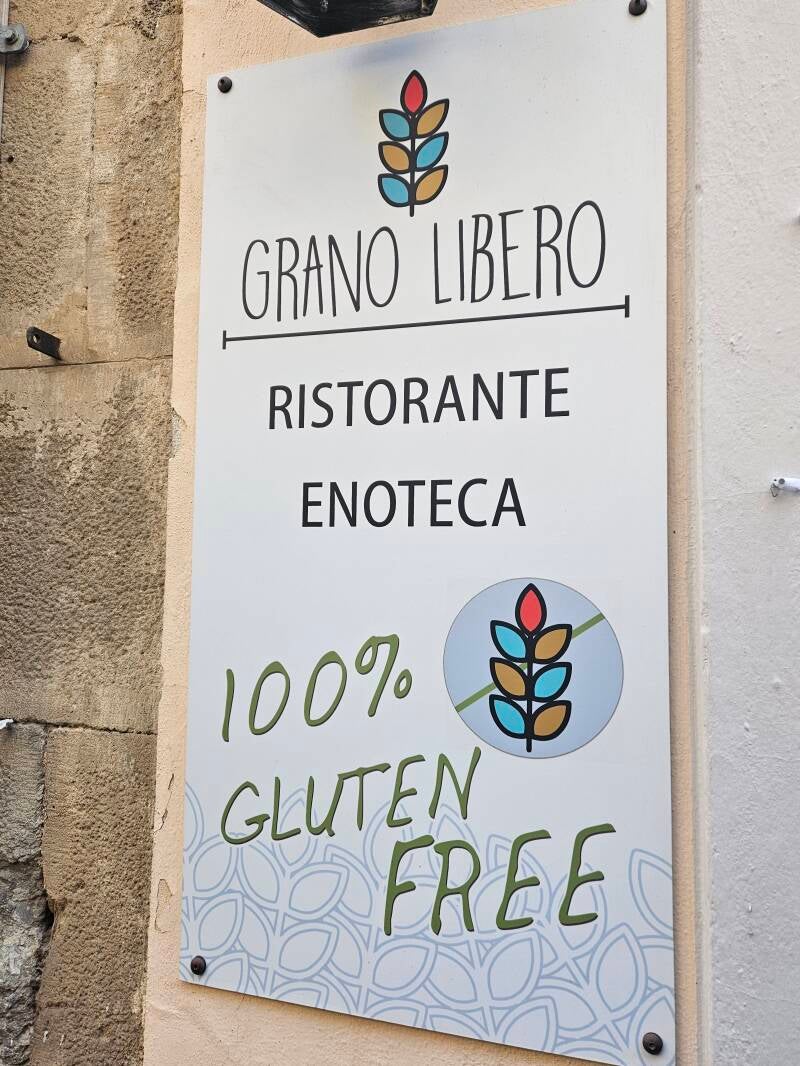 GRANO LIBERO
RISTORANTE
ENOTECA
100%
GLUTEN
FREE